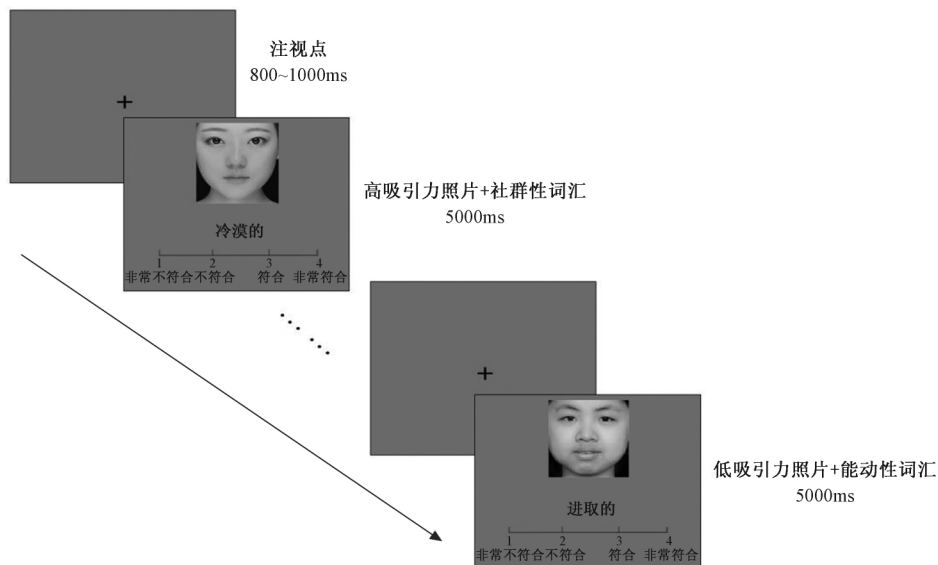 注视点
800~1000ms
+
冷漠的
1 2 3 4
非常不符合 不符合 符合 非常符合
高吸引力照片+社群性词汇
5000ms
+
进取的
1 2 3 4
非常不符合 不符合 符合 非常符合
低吸引力照片+能动性词汇
5000ms